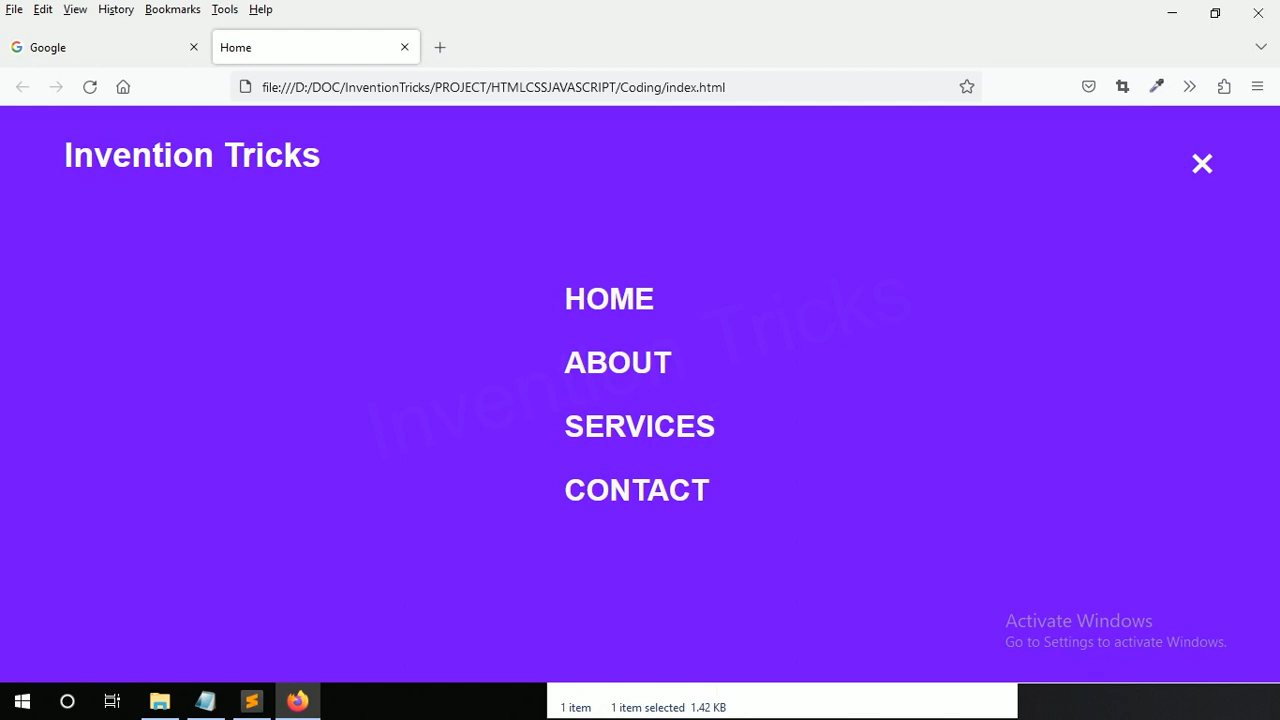 File Edit View History Bookmarks Tools Help
Google
Home
file:///D:/DOC/InventionTricks/PROJECT/HTMLCSSJAVASCRIPT/Coding/index.html
Invention Tricks
HOME
ABOUT
SERVICES
CONTACT
Invention Tricks
Activate Windows
Go to Settings to activate Windows.
1 item 1 item selected 1.42 KB